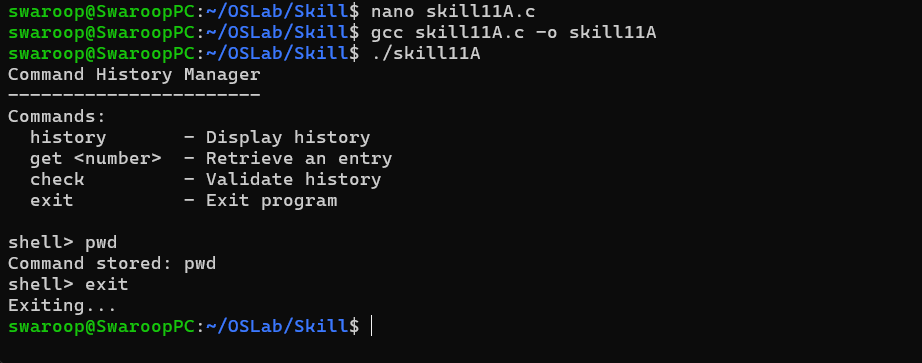 swaroop@SwaroopPC:~/OSLab/Skill$ nano skill11A.c
swaroop@SwaroopPC:~/OSLab/Skill$ gcc skill11A.c -o skill11A
swaroop@SwaroopPC:~/OSLab/Skill$ ./skill11A
Command History Manager
-----------------------
Commands:
  history       - Display history
  get <number>  - Retrieve an entry
  check         - Validate history
  exit          - Exit program

shell> pwd
Command stored: pwd
shell> exit
Exiting...
swaroop@SwaroopPC:~/OSLab/Skill$